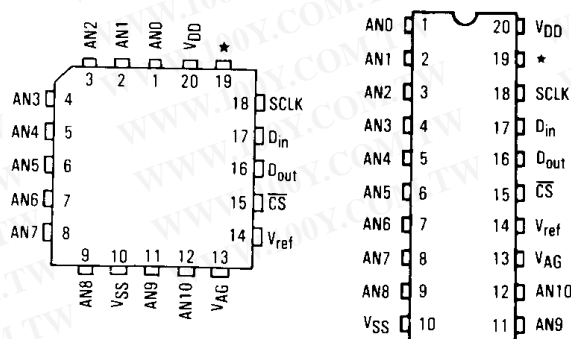 AN2 AN1 AN0 VDD ★
3 2 1 20 19
AN3 4 18 SCLK
AN4 5 17 Din
AN5 6 16 Dout
AN6 7 15 C̅S̅
AN7 8 14 Vref
9 10 11 12 13
AN8 VSS AN9 AN10 VAG
AN0 1 20 VDD
AN1 2 19 ★
AN2 3 18 SCLK
AN3 4 17 Din
AN4 5 16 Dout
AN5 6 15 C̅S̅
AN6 7 14 Vref
AN7 8 13 VAG
AN8 9 12 AN10
VSS 10 11 AN9
WWW.100Y.COM.TW